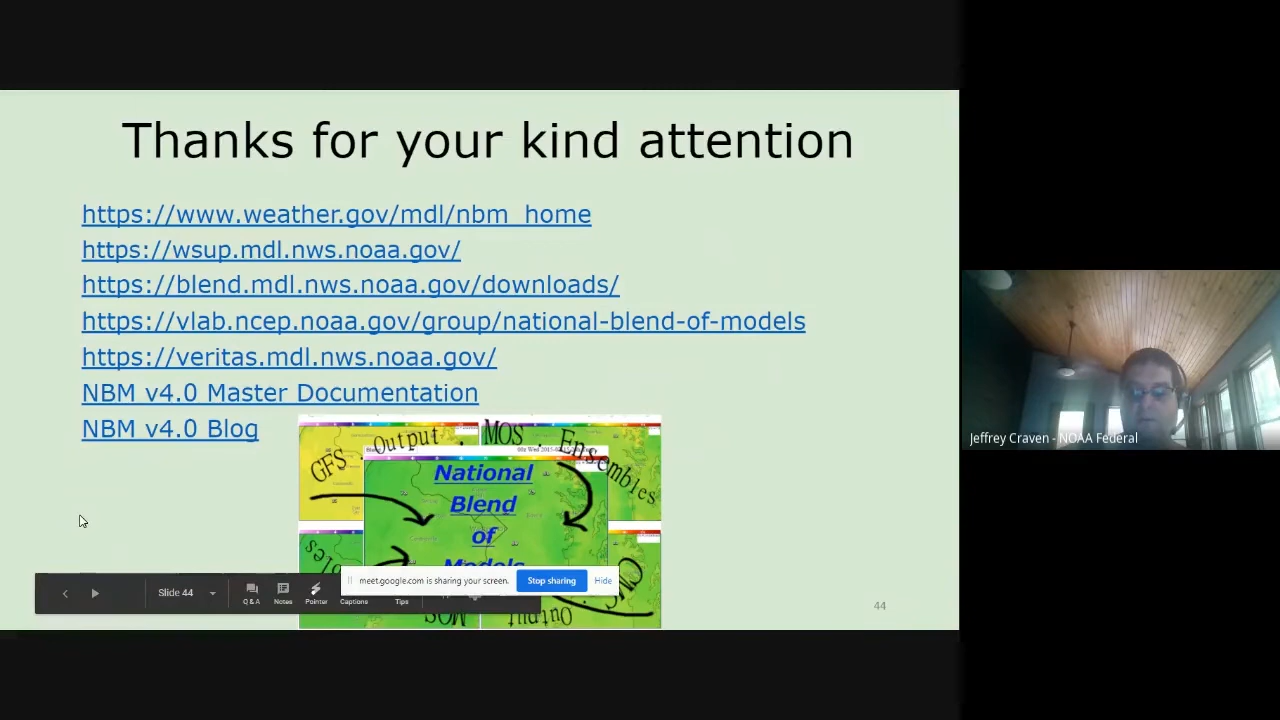 Thanks for your kind attention
https://www.weather.gov/mdl/nbm_home
https://wsup.mdl.nws.noaa.gov/
https://blend.mdl.nws.noaa.gov/downloads/
https://vlab.ncep.noaa.gov/group/national-blend-of-models
https://veritas.mdl.nws.noaa.gov/
NBM v4.0 Master Documentation
NBM v4.0 Blog
GFS . Output . MOS . Ensembles
National
Blend
of
Models
CMC
Output
MOS
meet.google.com is sharing your screen.
Stop sharing
Hide
Slide 44
Q & A
Notes
Pointer
Captions
Tips
44
Jeffrey Craven - NOAA Federal